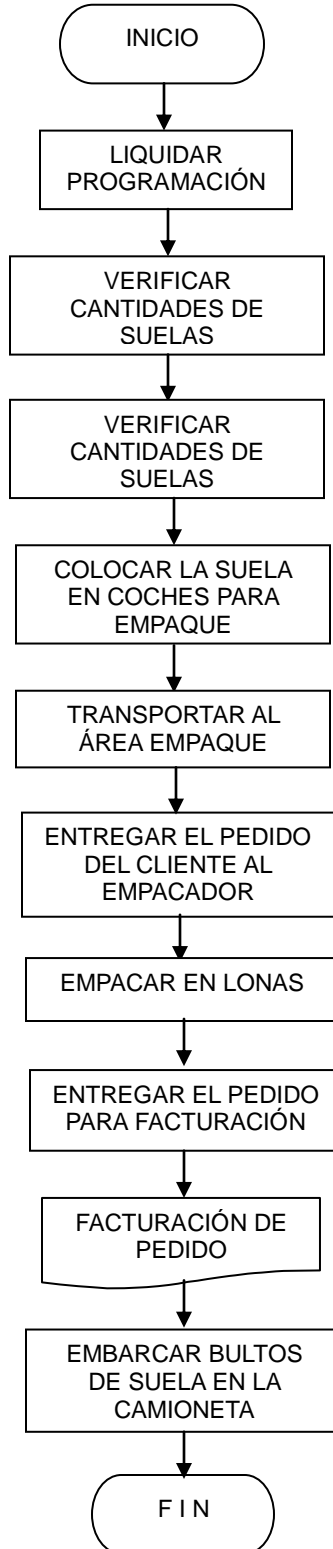 INICIO
LIQUIDAR
PROGRAMACIÓN
VERIFICAR
CANTIDADES DE
SUELAS
VERIFICAR
CANTIDADES DE
SUELAS
COLOCAR LA SUELA
EN COCHES PARA
EMPAQUE
TRANSPORTAR AL
ÁREA EMPAQUE
ENTREGAR EL PEDIDO
DEL CLIENTE AL
EMPACADOR
EMPACAR EN LONAS
ENTREGAR EL PEDIDO
PARA FACTURACIÓN
FACTURACIÓN DE
PEDIDO
EMBARCAR BULTOS
DE SUELA EN LA
CAMIONETA
F I N